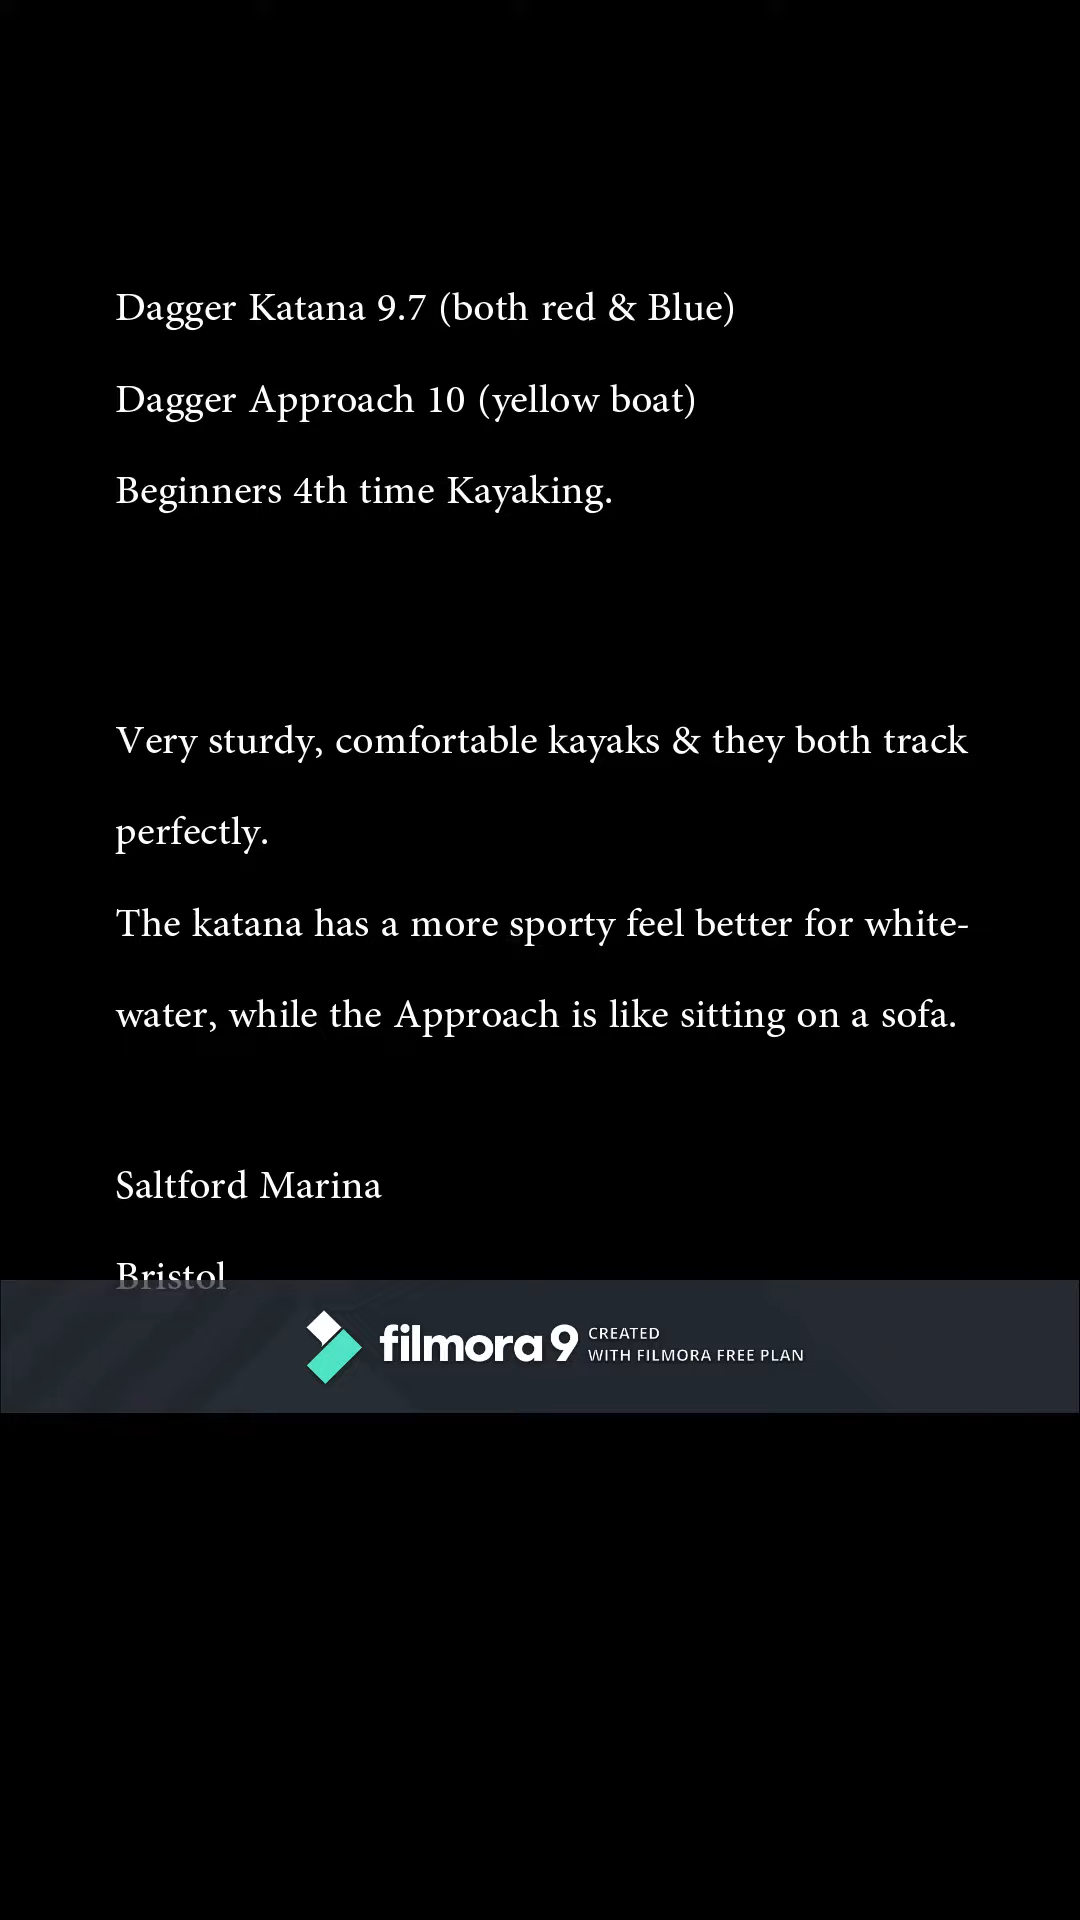 Dagger Katana 9.7 (both red & Blue)
Dagger Approach 10 (yellow boat)
Beginners 4th time Kayaking.
Very sturdy, comfortable kayaks & they both track
perfectly.
The katana has a more sporty feel better for white-
water, while the Approach is like sitting on a sofa.
Saltford Marina
Bristol
filmora 9 CREATED
WITH FILMORA FREE PLAN